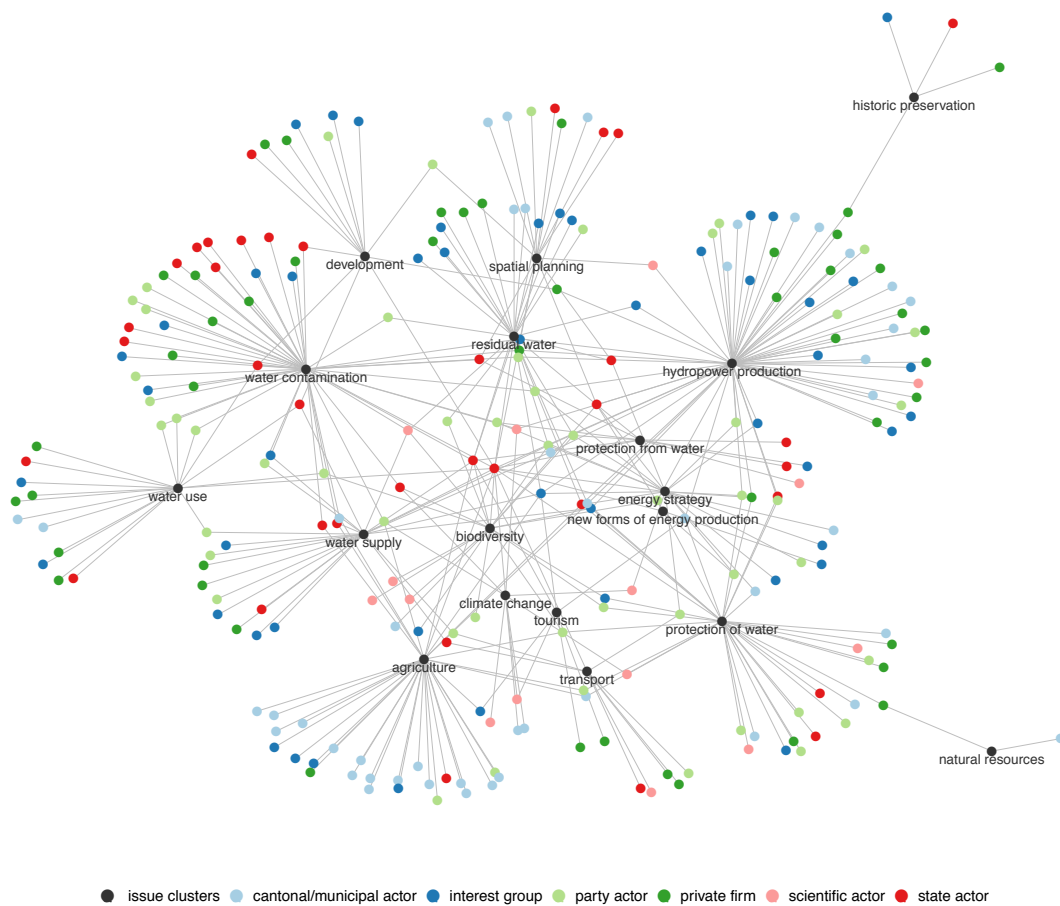 historic preservation
development
spatial planning
residual water
water contamination
hydropower production
protection from water
water use
energy strategy
new forms of energy production
water supply
biodiversity
climate change
tourism
protection of water
agriculture
transport
natural resources
issue clusters cantonal/municipal actor interest group party actor private firm scientific actor state actor